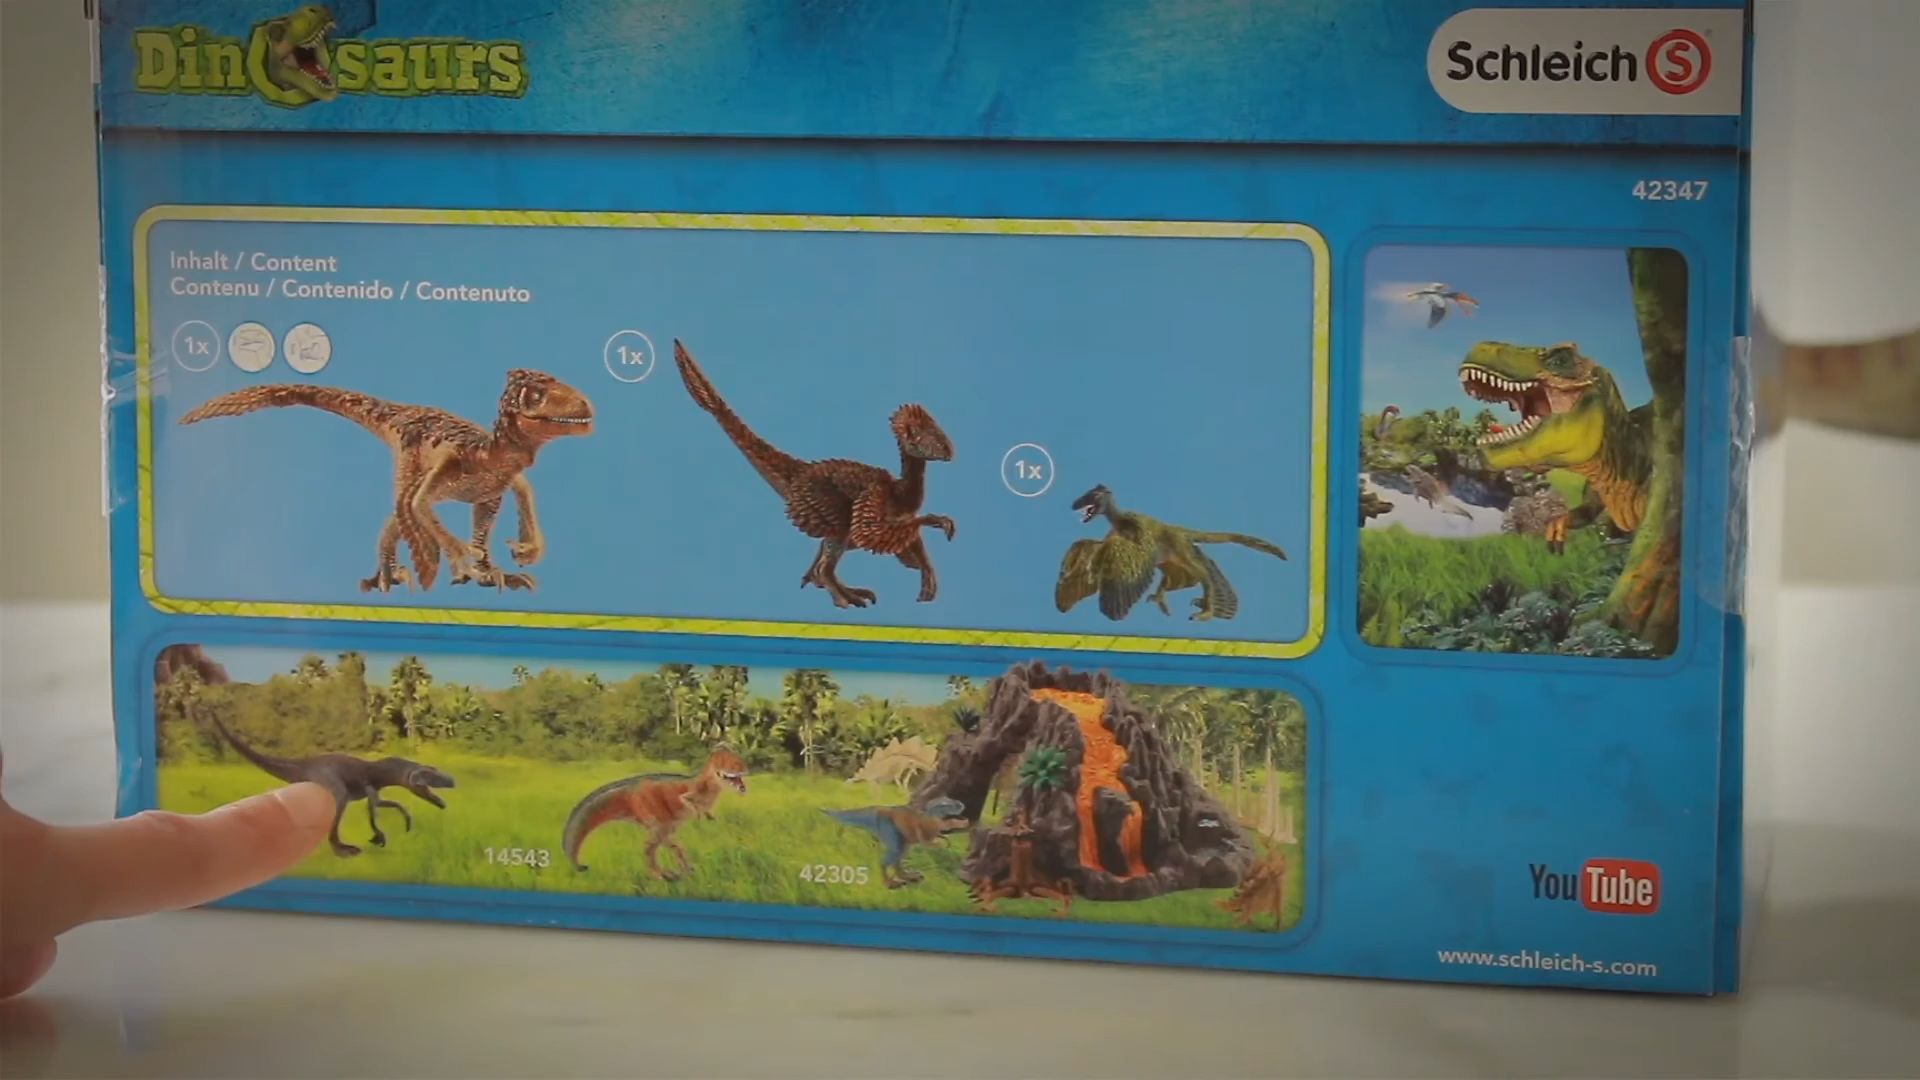 Dinosaurs
Schleich S
42347
Inhalt / Content
Contenu / Contenido / Contenuto
1x
1x
1x
14543
42305
YouTube
www.schleich-s.com